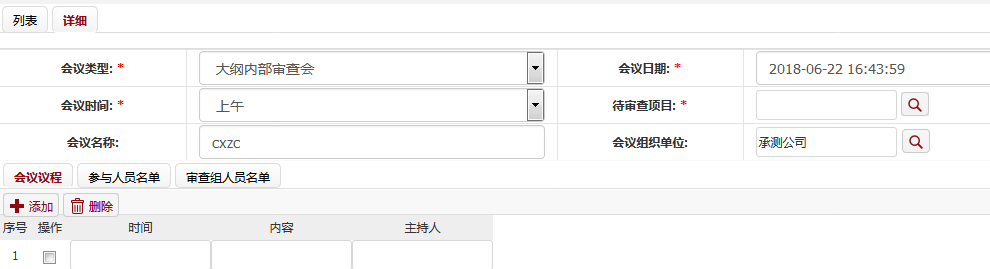 列表 详细
会议类型: * 大纲内部审查会 会议日期: * 2018-06-22 16:43:59
会议时间: * 上午 待审查项目: *
会议名称: cxzc 会议组织单位: 承测公司
会议议程 参与人员名单 审查组人员名单
添加 删除
序号 操作 时间 内容 主持人
1